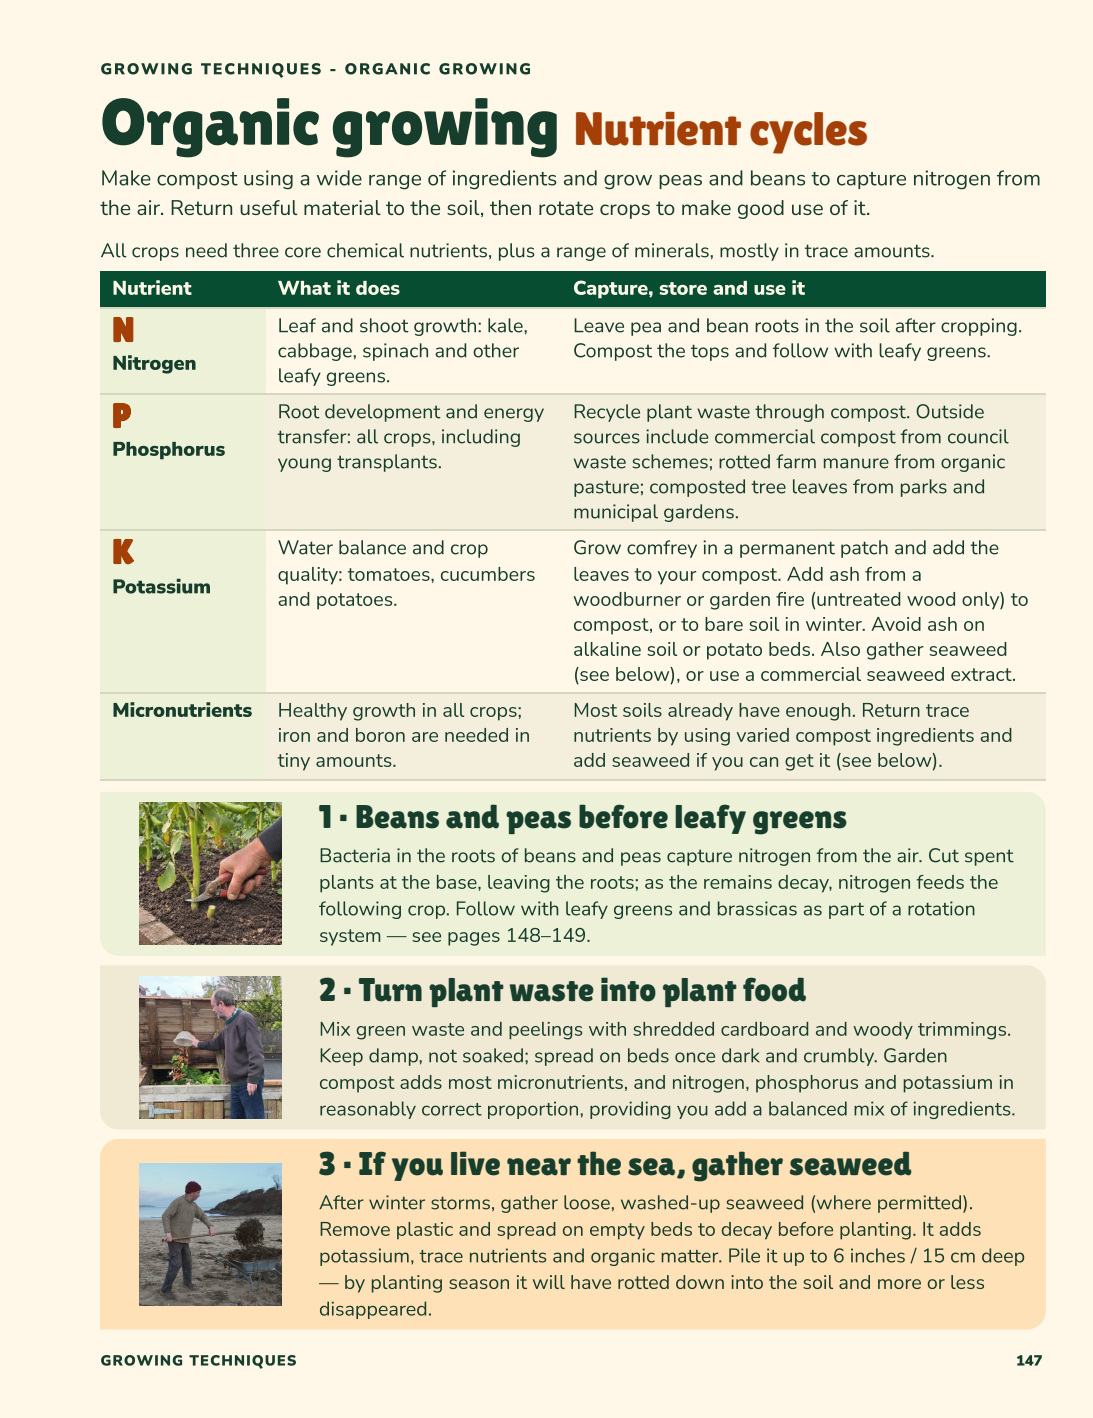 GROWING TECHNIQUES - ORGANIC GROWING
Organic growing Nutrient cycles
Make compost using a wide range of ingredients and grow peas and beans to capture nitrogen from
the air. Return useful material to the soil, then rotate crops to make good use of it.
All crops need three core chemical nutrients, plus a range of minerals, mostly in trace amounts.
Nutrient What it does Capture, store and use it
N
Nitrogen
Leaf and shoot growth: kale,
cabbage, spinach and other
leafy greens.
Leave pea and bean roots in the soil after cropping.
Compost the tops and follow with leafy greens.
P
Phosphorus
Root development and energy
transfer: all crops, including
young transplants.
Recycle plant waste through compost. Outside
sources include commercial compost from council
waste schemes; rotted farm manure from organic
pasture; composted tree leaves from parks and
municipal gardens.
K
Potassium
Water balance and crop
quality: tomatoes, cucumbers
and potatoes.
Grow comfrey in a permanent patch and add the
leaves to your compost. Add ash from a
woodburner or garden fire (untreated wood only) to
compost, or to bare soil in winter. Avoid ash on
alkaline soil or potato beds. Also gather seaweed
(see below), or use a commercial seaweed extract.
Micronutrients
Healthy growth in all crops;
iron and boron are needed in
tiny amounts.
Most soils already have enough. Return trace
nutrients by using varied compost ingredients and
add seaweed if you can get it (see below).
1 · Beans and peas before leafy greens
Bacteria in the roots of beans and peas capture nitrogen from the air. Cut spent
plants at the base, leaving the roots; as the remains decay, nitrogen feeds the
following crop. Follow with leafy greens and brassicas as part of a rotation
system — see pages 148–149.
2 · Turn plant waste into plant food
Mix green waste and peelings with shredded cardboard and woody trimmings.
Keep damp, not soaked; spread on beds once dark and crumbly. Garden
compost adds most micronutrients, and nitrogen, phosphorus and potassium in
reasonably correct proportion, providing you add a balanced mix of ingredients.
3 · If you live near the sea, gather seaweed
After winter storms, gather loose, washed-up seaweed (where permitted).
Remove plastic and spread on empty beds to decay before planting. It adds
potassium, trace nutrients and organic matter. Pile it up to 6 inches / 15 cm deep
— by planting season it will have rotted down into the soil and more or less
disappeared.
GROWING TECHNIQUES 147